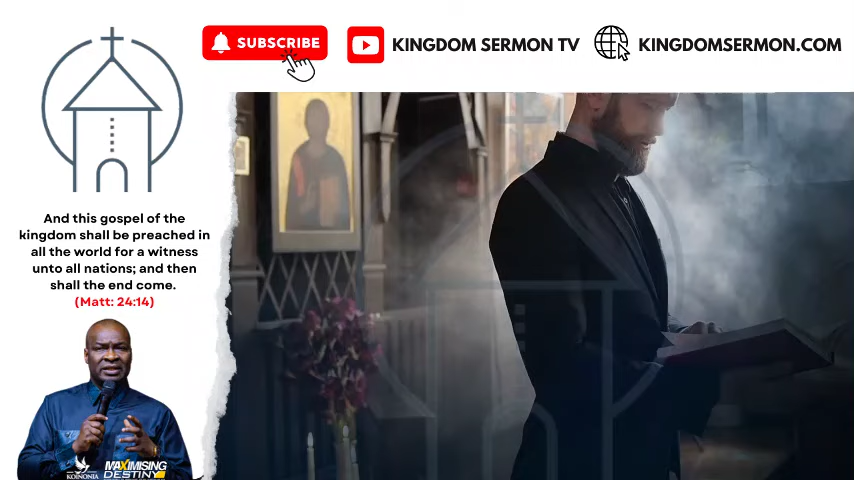 SUBSCRIBE
KINGDOM SERMON TV
KINGDOMSERMON.COM
And this gospel of the
kingdom shall be preached in
all the world for a witness
unto all nations; and then
shall the end come.
(Matt: 24:14)
KOINONIA
MAXIMISING
DESTINY